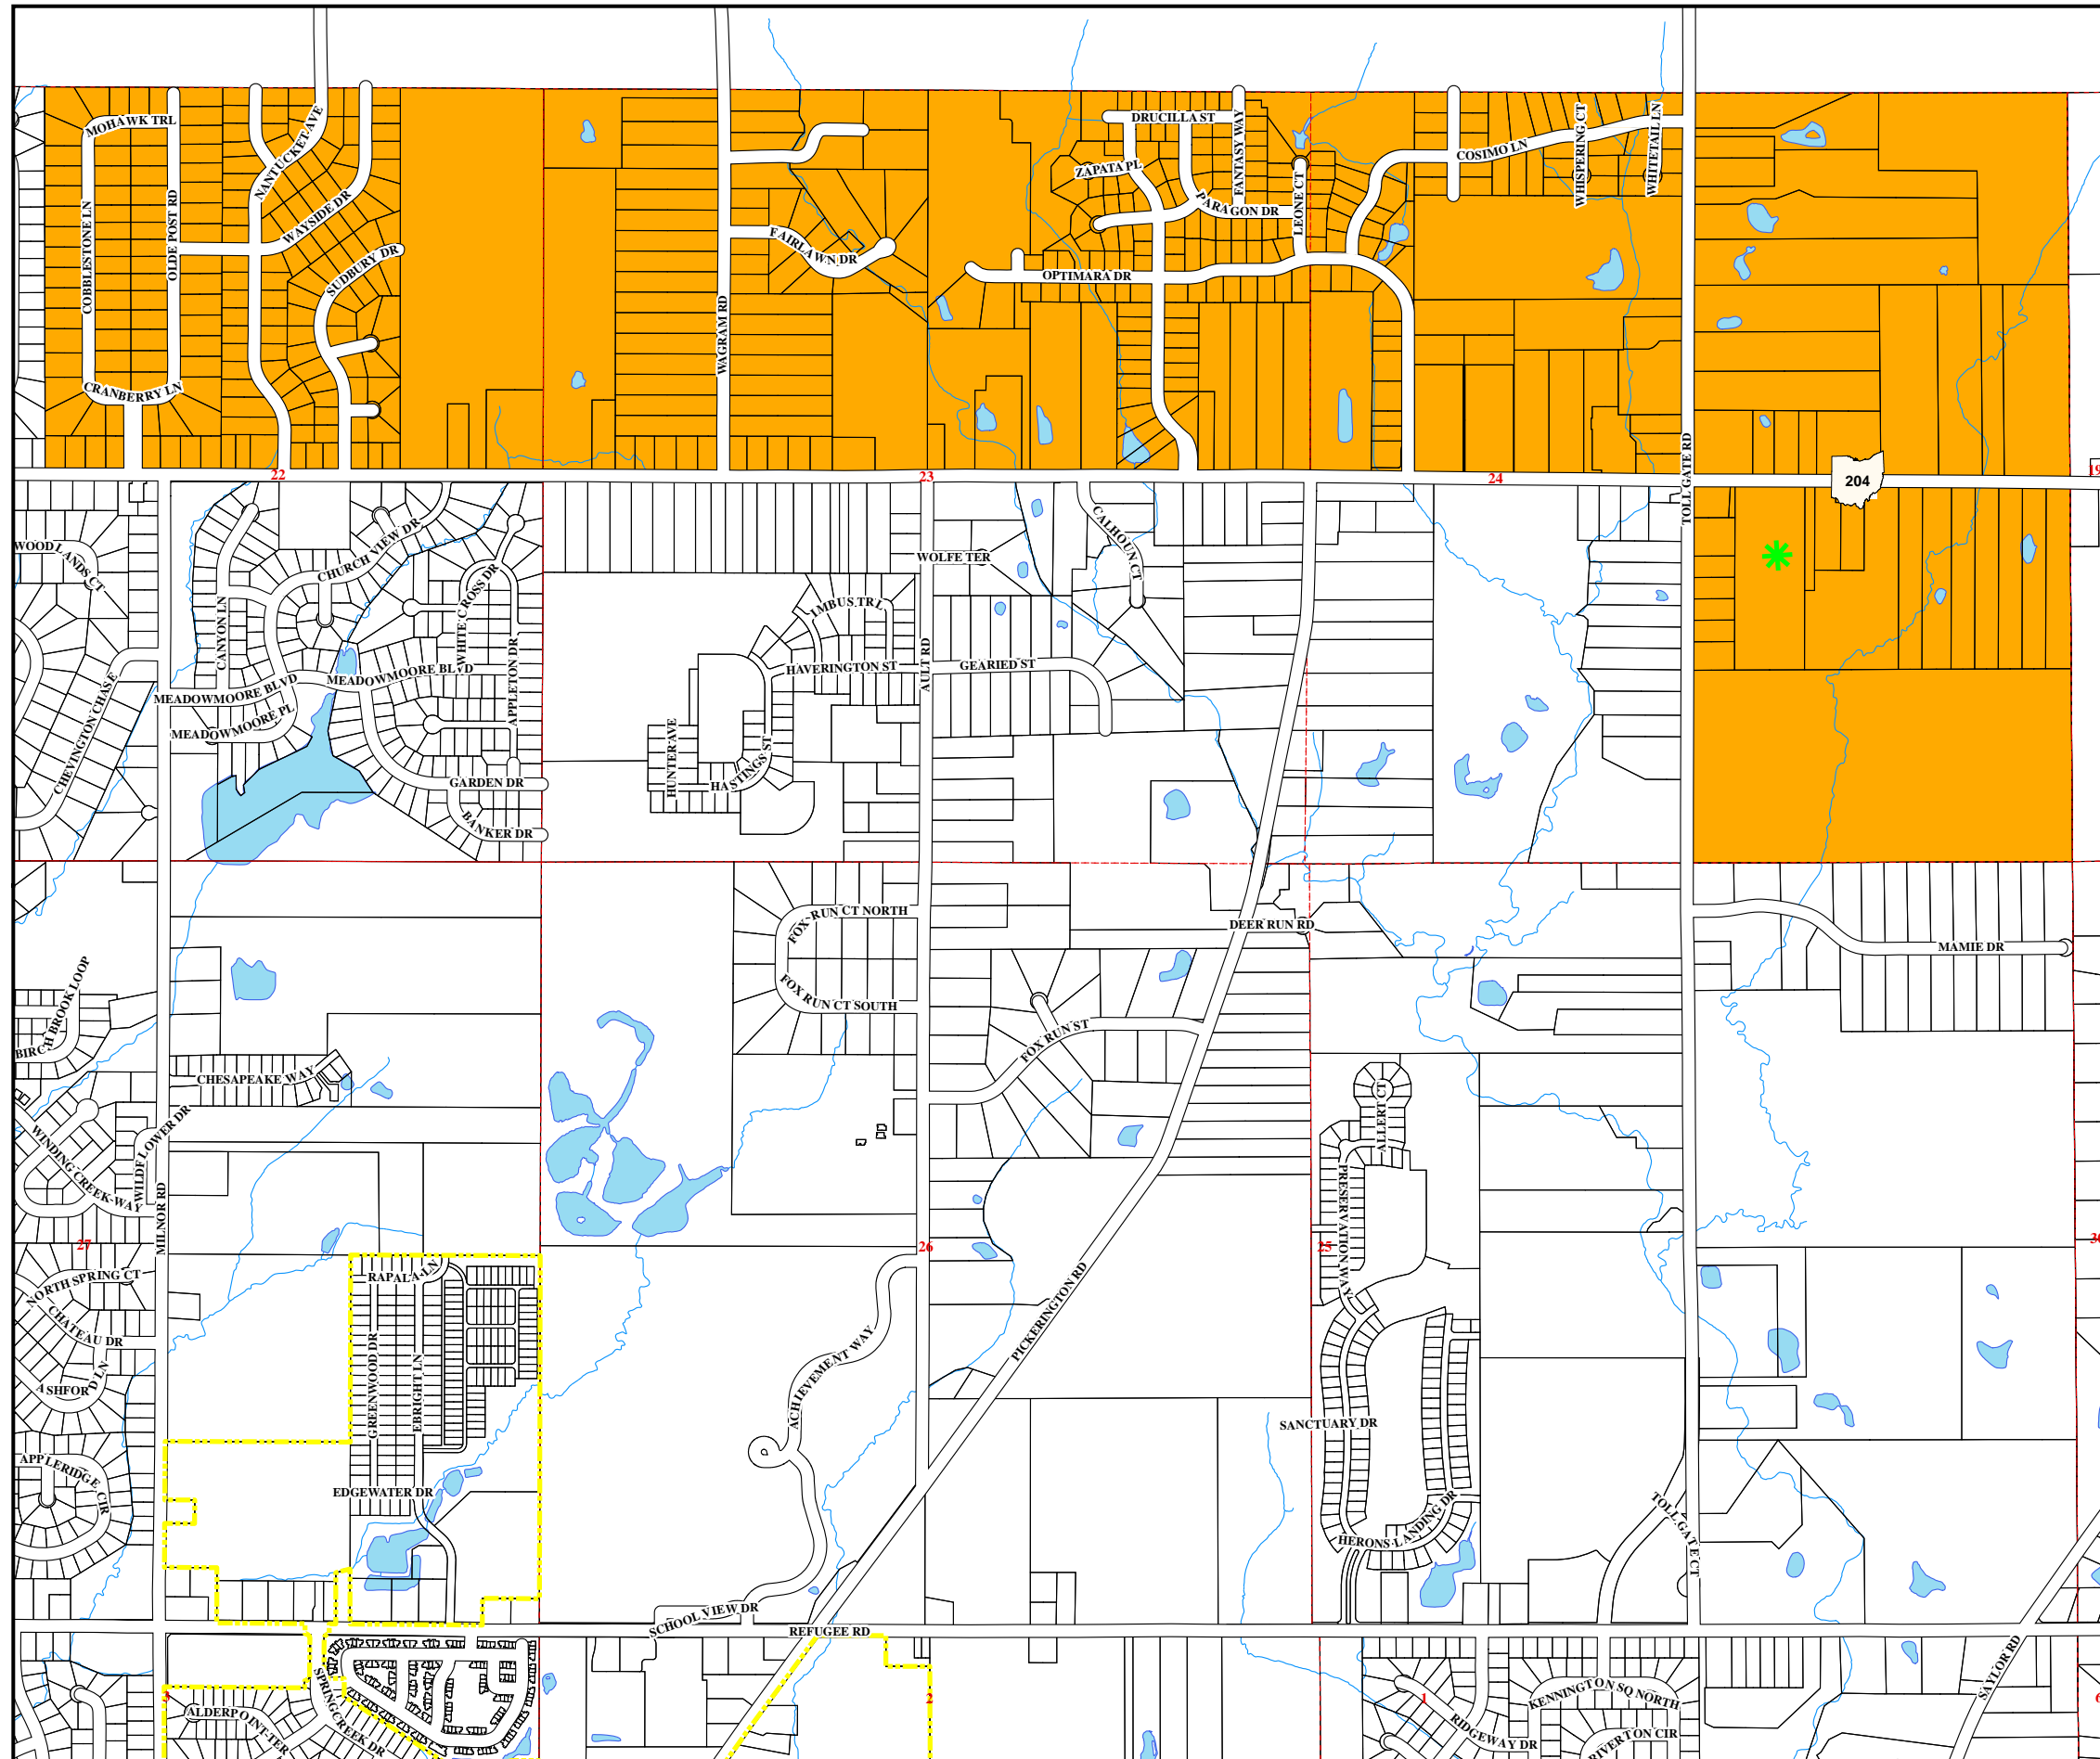 MOHAWK TRL
NANTUCKET AVE
DRUCILLA ST
FANTASY WAY
COSIMO LN
WHISPERING CT
WHITETAIL LN
ZAPATA PL
LEONE CT
PARAGON DR
COBBLESTONE LN
OLDE POST RD
WAYSIDE DR
SUDBURY DR
FAIRLAWN DR
OPTIMARA DR
WAGRAM RD
CRANBERRY LN
TOLL GATE RD
22
23
24
19
204
WOODLANDS CT
CHURCH VIEW DR
CALHOUN CT
WOLFE TER
CANYON LN
WHITE CROSS DR
IMBUS TRL
AULT RD
HAVERINGTON ST
GEARIED ST
MEADOWMOORE BLVD
MEADOWMOORE BLVD
APPLETON DR
MEADOWMOORE PL
CHEVINGTON CHASE
HUNTER AVE
HASTINGS ST
GARDEN DR
BANKER DR
FOX RUN CT NORTH
DEER RUN RD
MAMIE DR
FOX RUN CT SOUTH
BIRCH BROOK LOOP
FOX RUN ST
CHESAPEAKE WAY
ALLERT CT
WINDING CREEK WAY
WILDFLOWER DR
MILNOR RD
PRESERVATION WAY
27
26
25
30
NORTH SPRING CT
RAPALA LN
CHATEAU DR
PICKERINGTON RD
ACHIEVEMENT WAY
ASHFORD LN
GREENWOOD DR
EBRIGHT LN
SANCTUARY DR
APPLERIDGE CIR
EDGEWATER DR
HERONS LANDING DR
TOLL GATE CT
SCHOOL VIEW DR
REFUGEE RD
SAYLOR RD
3
2
1
6
SPRINGCREEK DR
ALDERPOINT TER
KENNINGTON SQ NORTH
RIDGEWAY DR
RIVERTON CIR